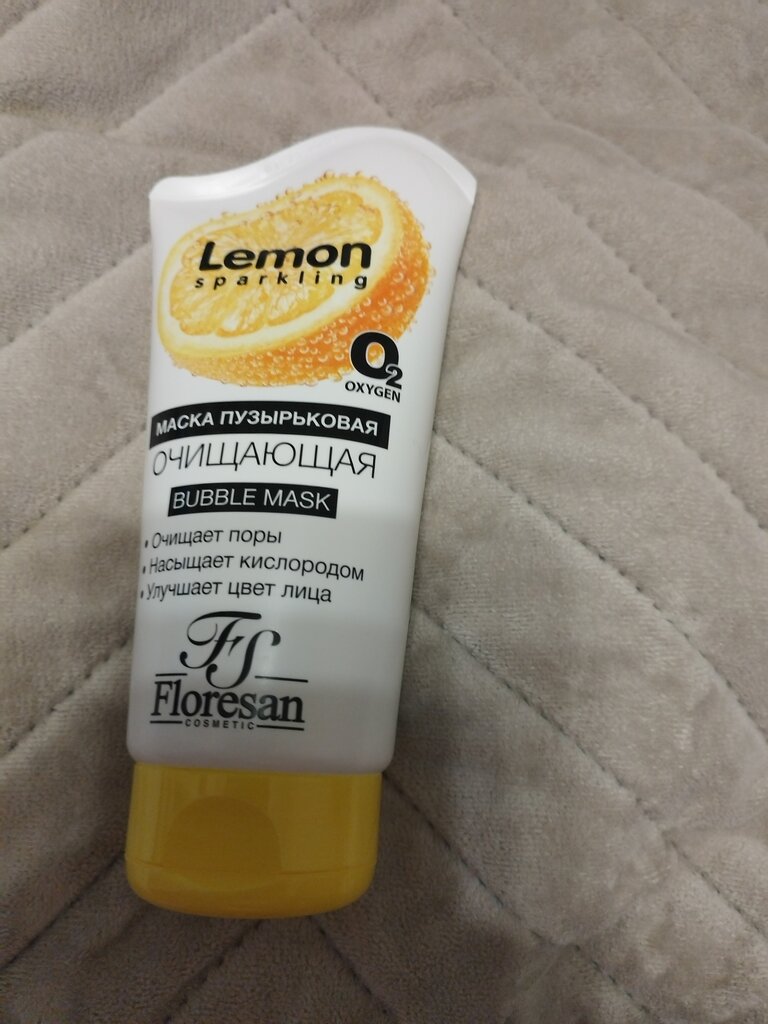 Lemon
sparkling
O₂
OXYGEN
МАСКА ПУЗЫРЬКОВАЯ
ОЧИЩАЮЩАЯ
BUBBLE MASK
• Очищает поры
• Насыщает кислородом
• Улучшает цвет лица
FS
Floresan
COSMETIC